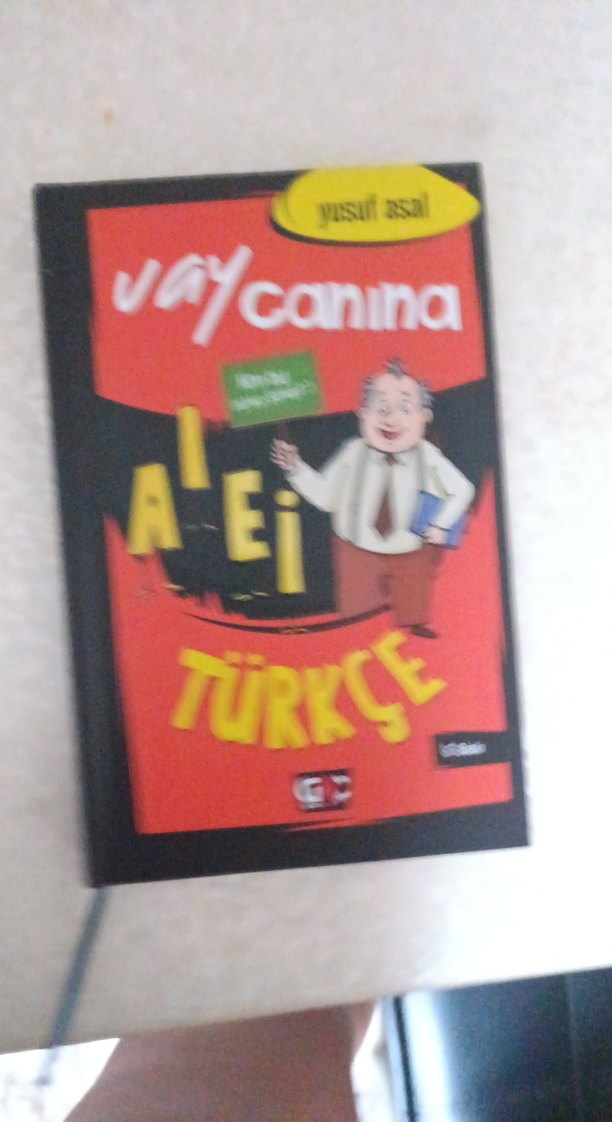 yusuf asal
vay canına
A I E i
TÜRKÇE